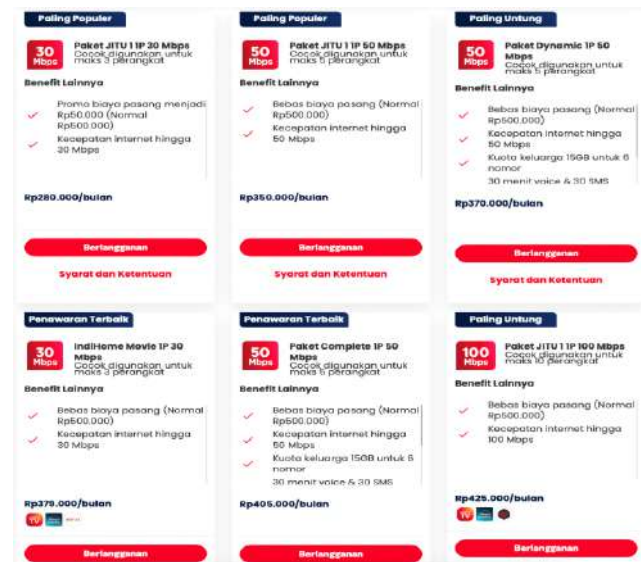 Paling Populer
30 Mbps
Paket JITU 1 1P 30 Mbps
Cocok digunakan untuk
maks 3 perangkat
Benefit Lainnya
Promo biaya pasang menjadi
Rp50.000 (Normal
Rp500.000)
Kecepatan internet hingga
30 Mbps
Rp280.000/bulan
Berlangganan
Syarat dan Ketentuan
Paling Populer
50 Mbps
Paket JITU 1 1P 50 Mbps
Cocok digunakan untuk
maks 5 perangkat
Benefit Lainnya
Bebas biaya pasang (Normal
Rp500.000)
Kecepatan internet hingga
50 Mbps
Rp350.000/bulan
Berlangganan
Syarat dan Ketentuan
Paling Untung
50 Mbps
Paket Dynamic 1P 50
Mbps
Cocok digunakan untuk
maks 5 perangkat
Benefit Lainnya
Bebas biaya pasang (Normal
Rp500.000)
Kecepatan internet hingga
50 Mbps
Kuota keluarga 15GB untuk 6
nomor
30 menit voice & 30 SMS
Rp370.000/bulan
Berlangganan
Syarat dan Ketentuan
Penawaran Terbaik
30 Mbps
IndiHome Movie 1P 30
Mbps
Cocok digunakan untuk
maks 3 perangkat
Benefit Lainnya
Bebas biaya pasang (Normal
Rp500.000)
Kecepatan internet hingga
30 Mbps
Rp379.000/bulan
TV
Berlangganan
Penawaran Terbaik
50 Mbps
Paket Complete 1P 50
Mbps
Cocok digunakan untuk
maks 5 perangkat
Benefit Lainnya
Bebas biaya pasang (Normal
Rp500.000)
Kecepatan internet hingga
50 Mbps
Kuota keluarga 15GB untuk 6
nomor
30 menit voice & 30 SMS
Rp405.000/bulan
Berlangganan
Paling Untung
100 Mbps
Paket JITU 1 1P 100 Mbps
Cocok digunakan untuk
maks 10 perangkat
Benefit Lainnya
Bebas biaya pasang (Normal
Rp500.000)
Kecepatan internet hingga
100 Mbps
Rp425.000/bulan
TV
Berlangganan